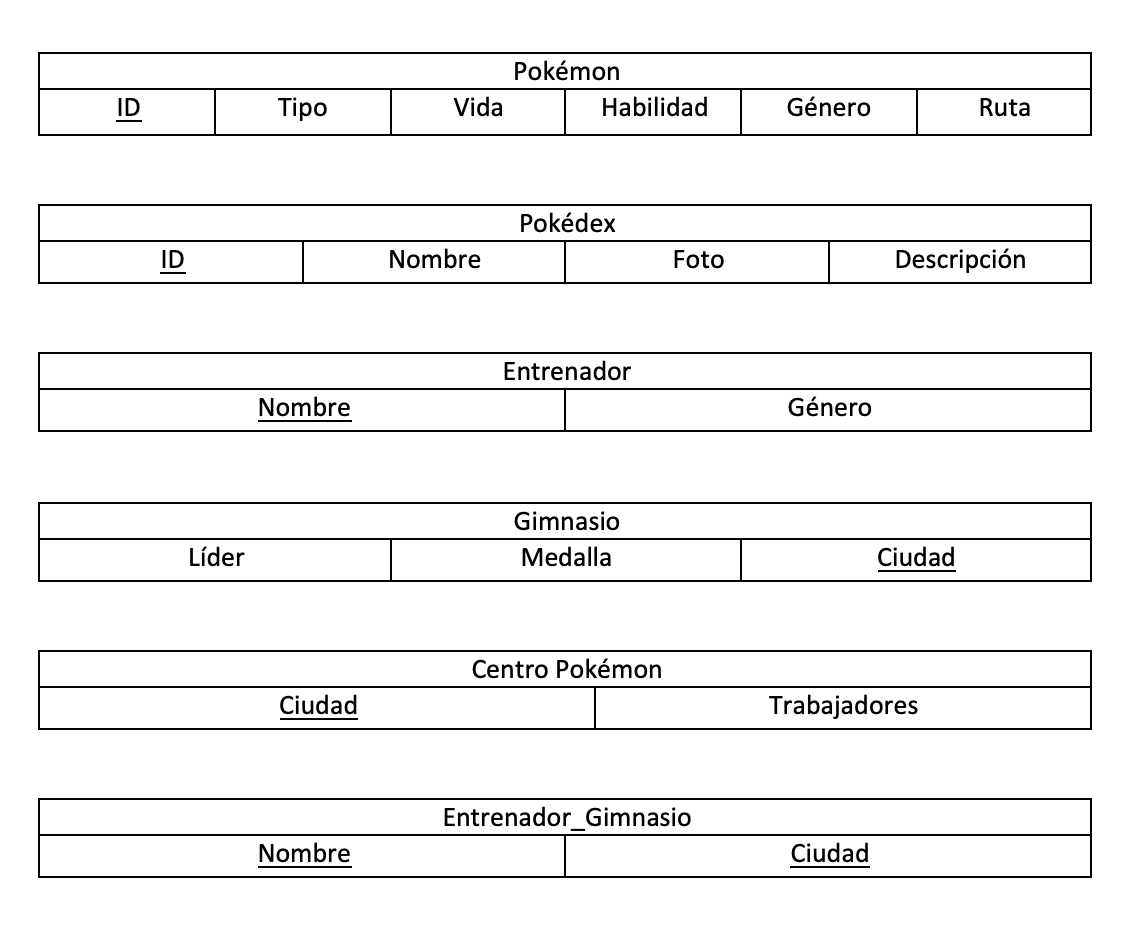 Pokémon
ID Tipo Vida Habilidad Género Ruta
Pokédex
ID Nombre Foto Descripción
Entrenador
Nombre Género
Gimnasio
Líder Medalla Ciudad
Centro Pokémon
Ciudad Trabajadores
Entrenador_Gimnasio
Nombre Ciudad